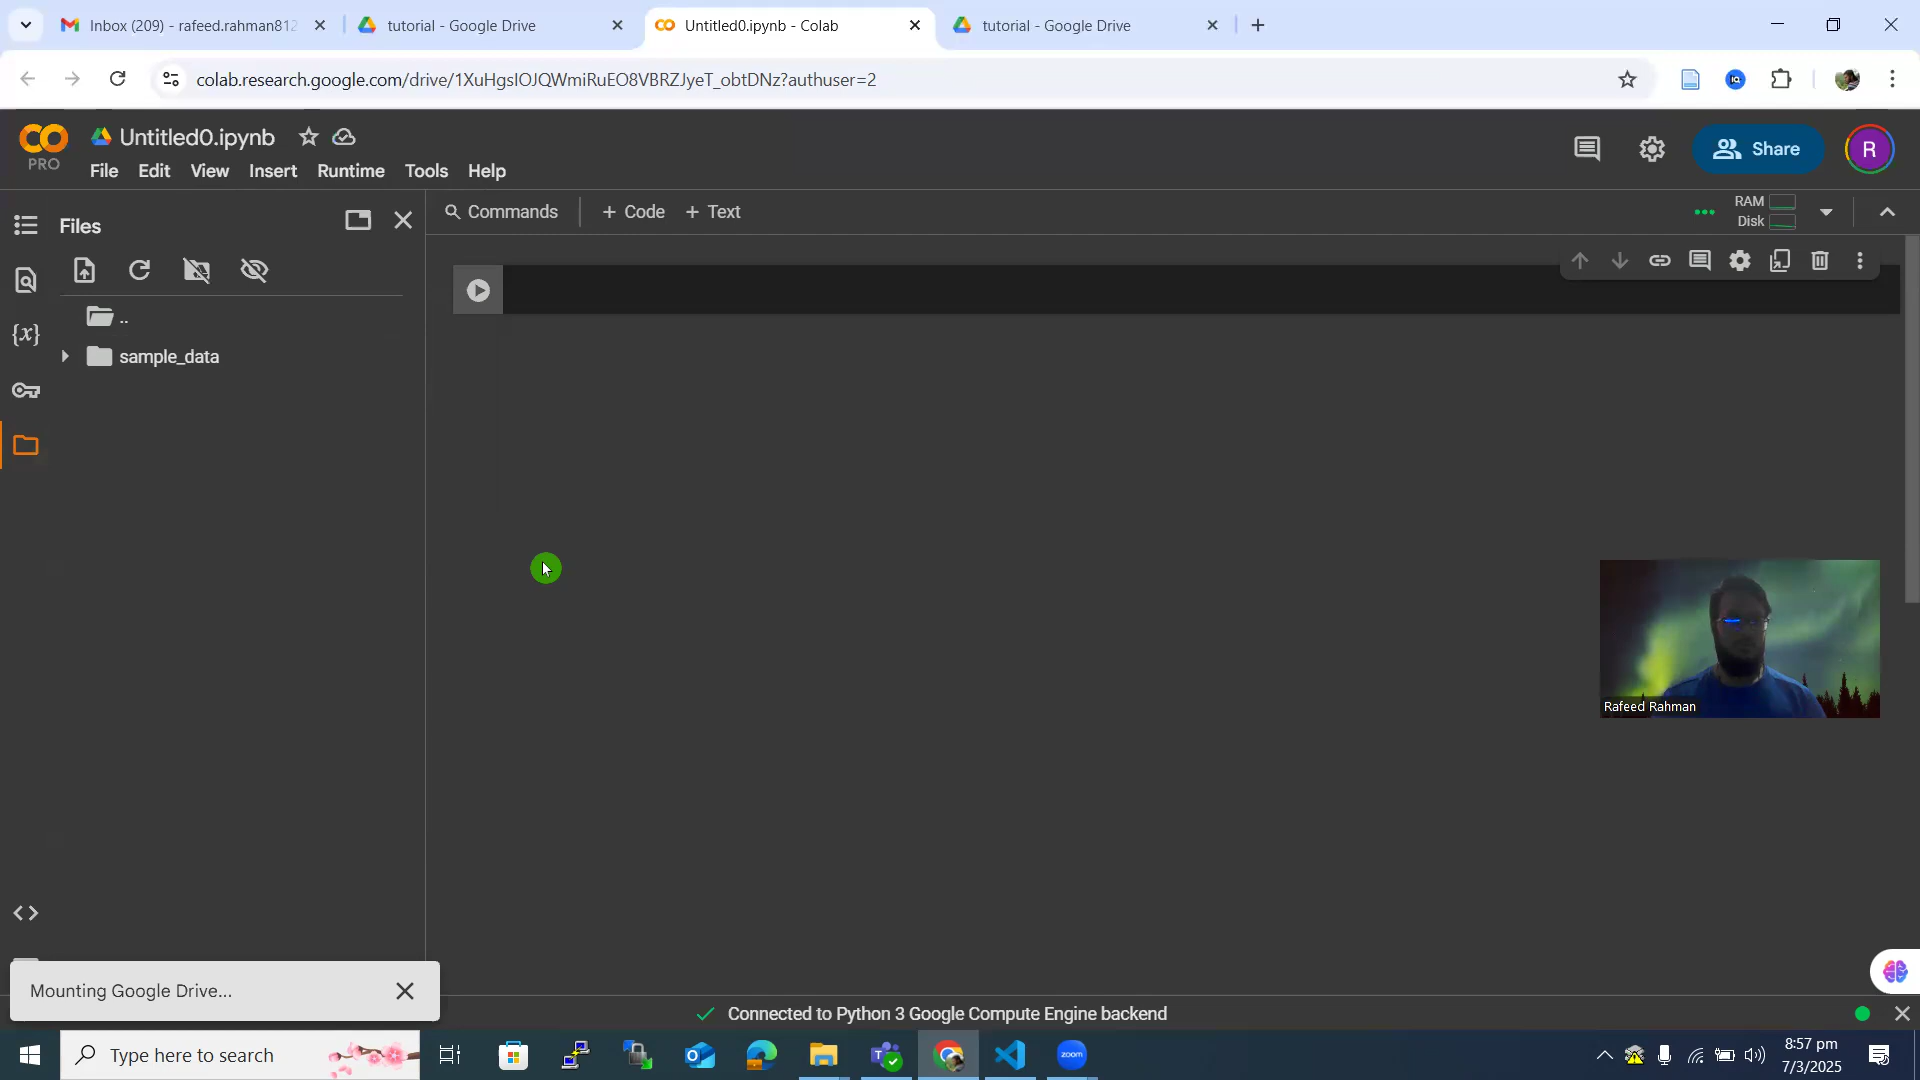 Inbox (209) - rafeed.rahman812
tutorial - Google Drive
Untitled0.ipynb - Colab
tutorial - Google Drive
colab.research.google.com/drive/1XuHgsIOJQWmiRuEO8VBRZJyeT_obtDNz?authuser=2
PRO
Untitled0.ipynb
File Edit View Insert Runtime Tools Help
Share
R
Files
Commands + Code + Text
RAM
Disk
..
sample_data
{x}
Rafeed Rahman
Mounting Google Drive...
Connected to Python 3 Google Compute Engine backend
Type here to search
zoom
8:57 pm
7/3/2025